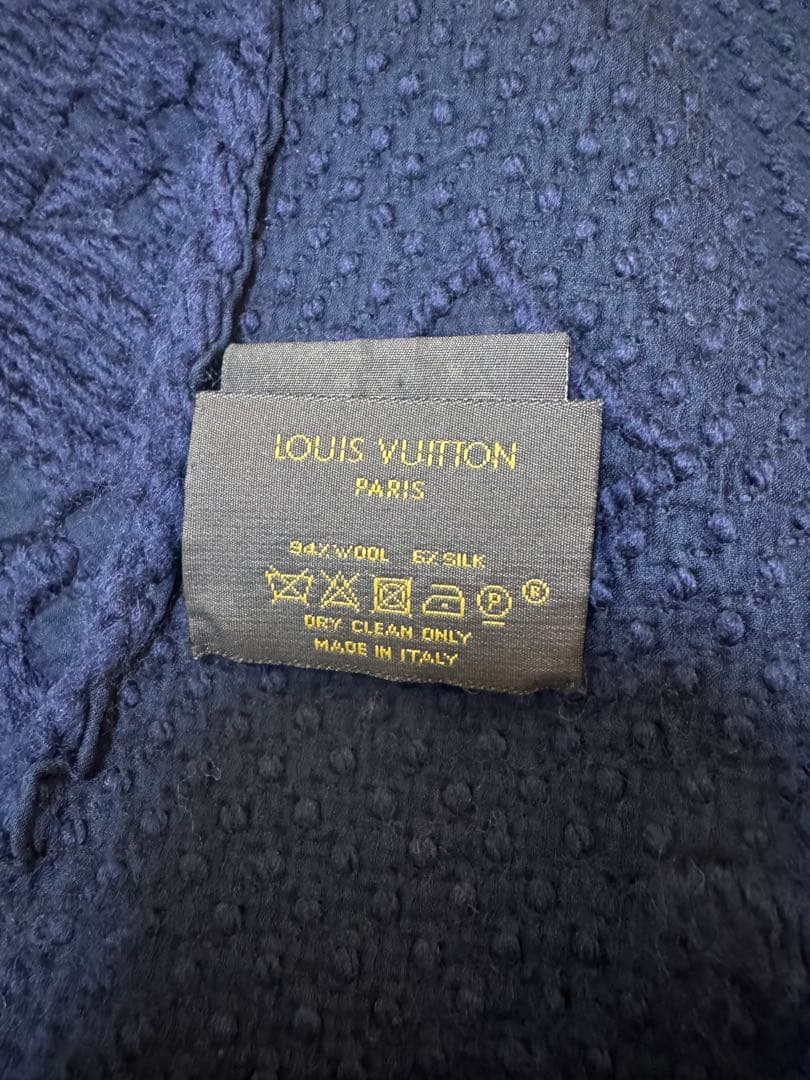 LOUIS VUITTON
PARIS
94% WOOL 6% SILK
P ®
DRY CLEAN ONLY
MADE IN ITALY